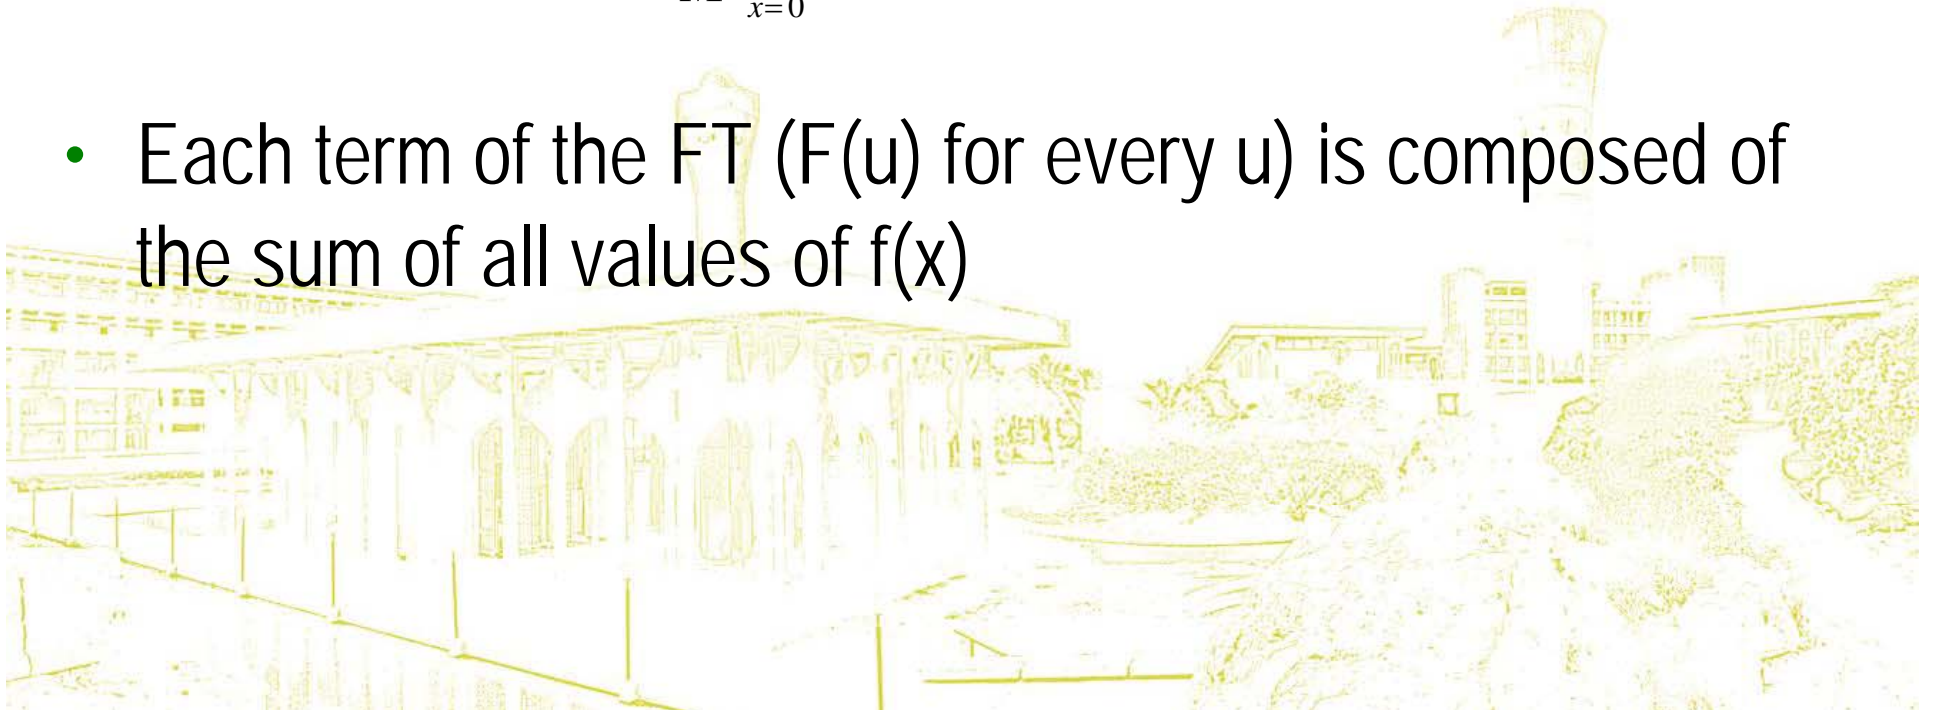 x=0
• Each term of the FT (F(u) for every u) is composed of
the sum of all values of f(x)